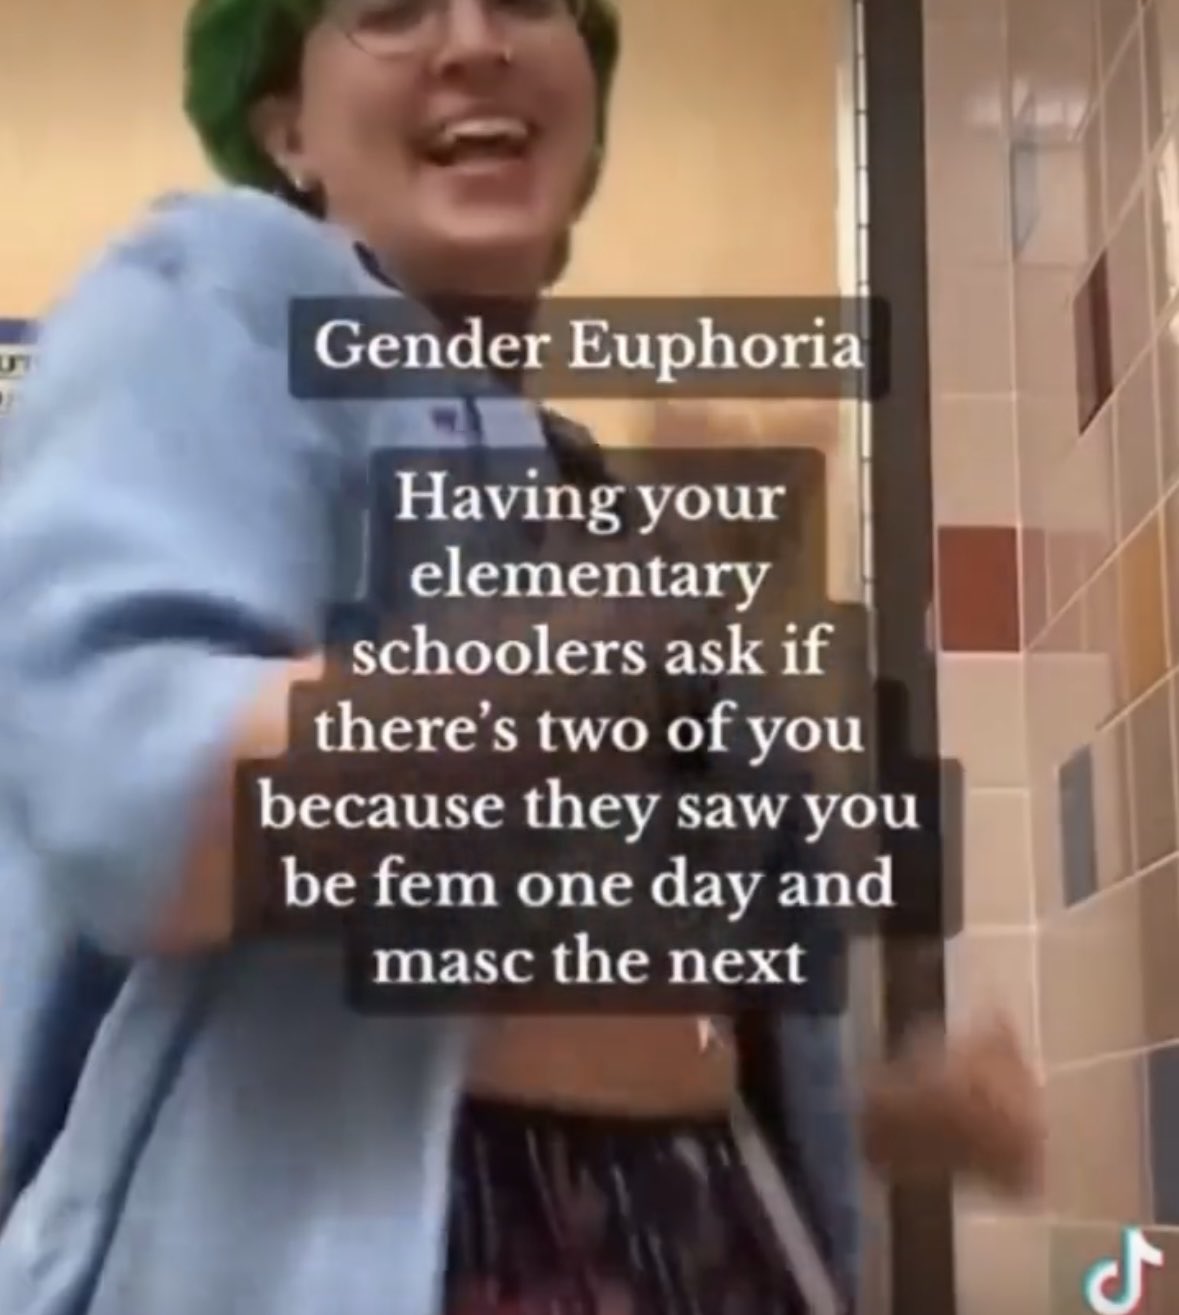 Gender Euphoria
Having your
elementary
schoolers ask if
there's two of you
because they saw you
be fem one day and
masc the next